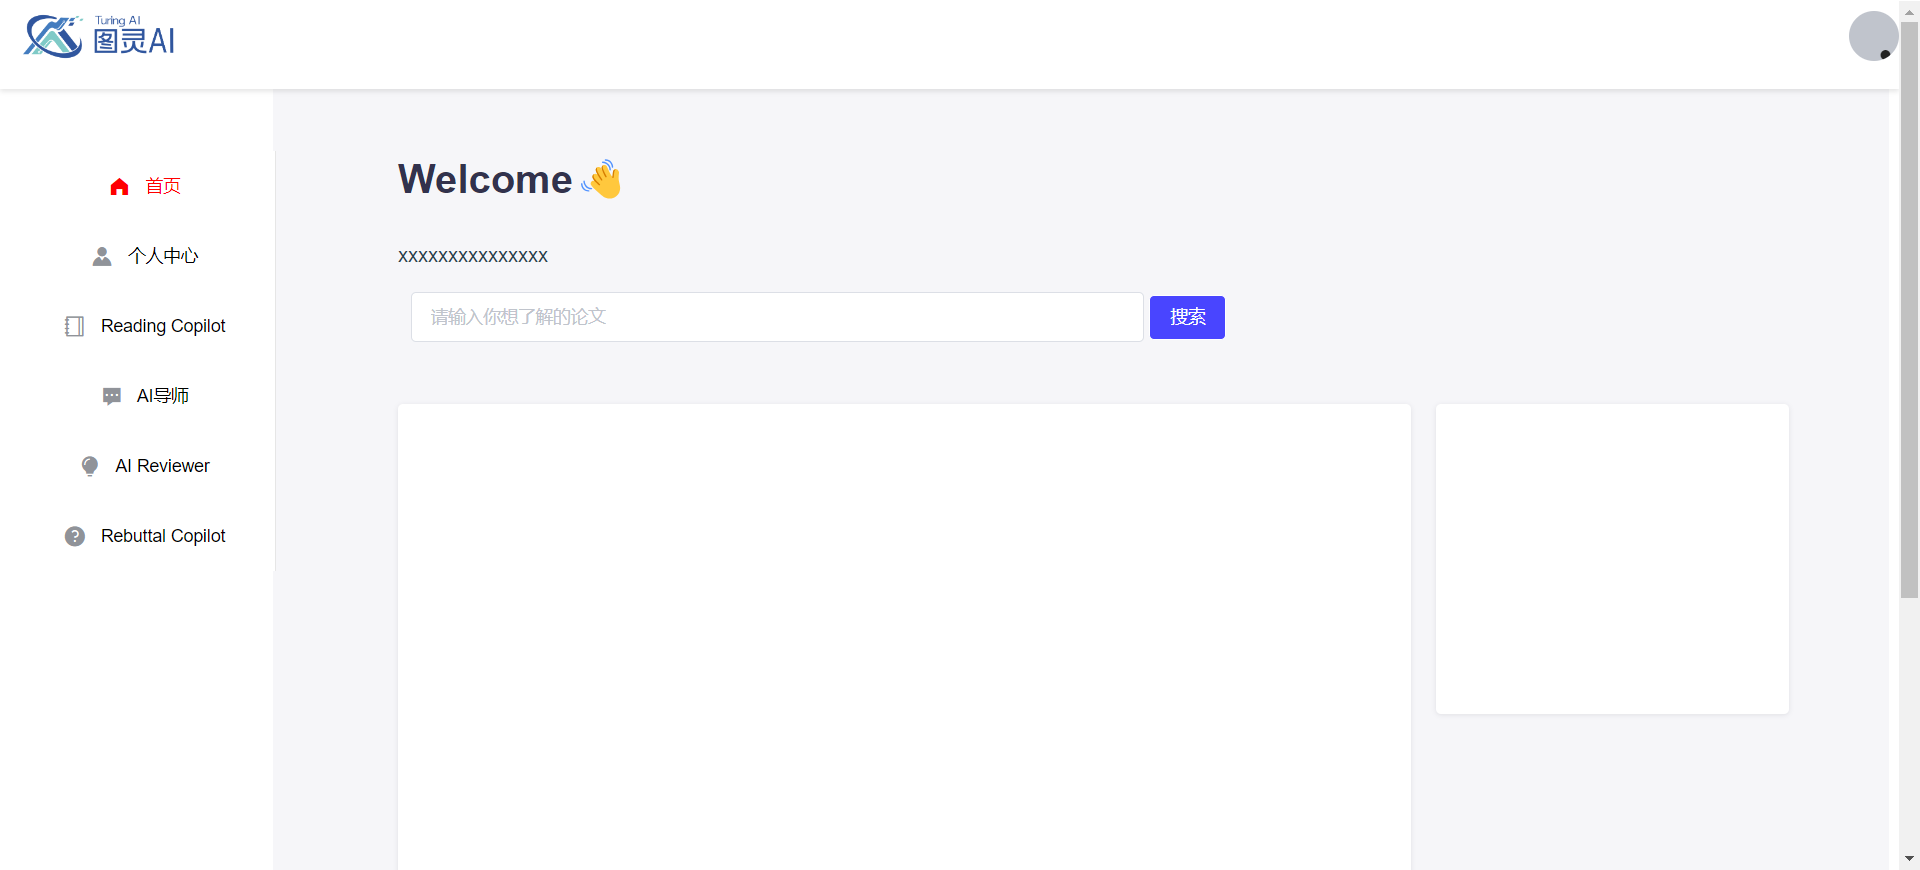 Turing AI
图灵AI
首页
个人中心
Reading Copilot
AI导师
AI Reviewer
Rebuttal Copilot
Welcome 👋
xxxxxxxxxxxxxxx
请输入你想了解的论文
搜索